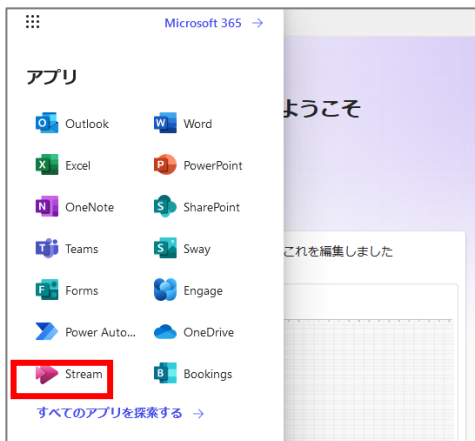 Microsoft 365 →
アプリ
ようこそ
Outlook
Word
Excel
PowerPoint
OneNote
SharePoint
Teams
Sway
これを編集しました
Forms
Engage
Power Auto...
OneDrive
Stream
Bookings
すべてのアプリを探索する →